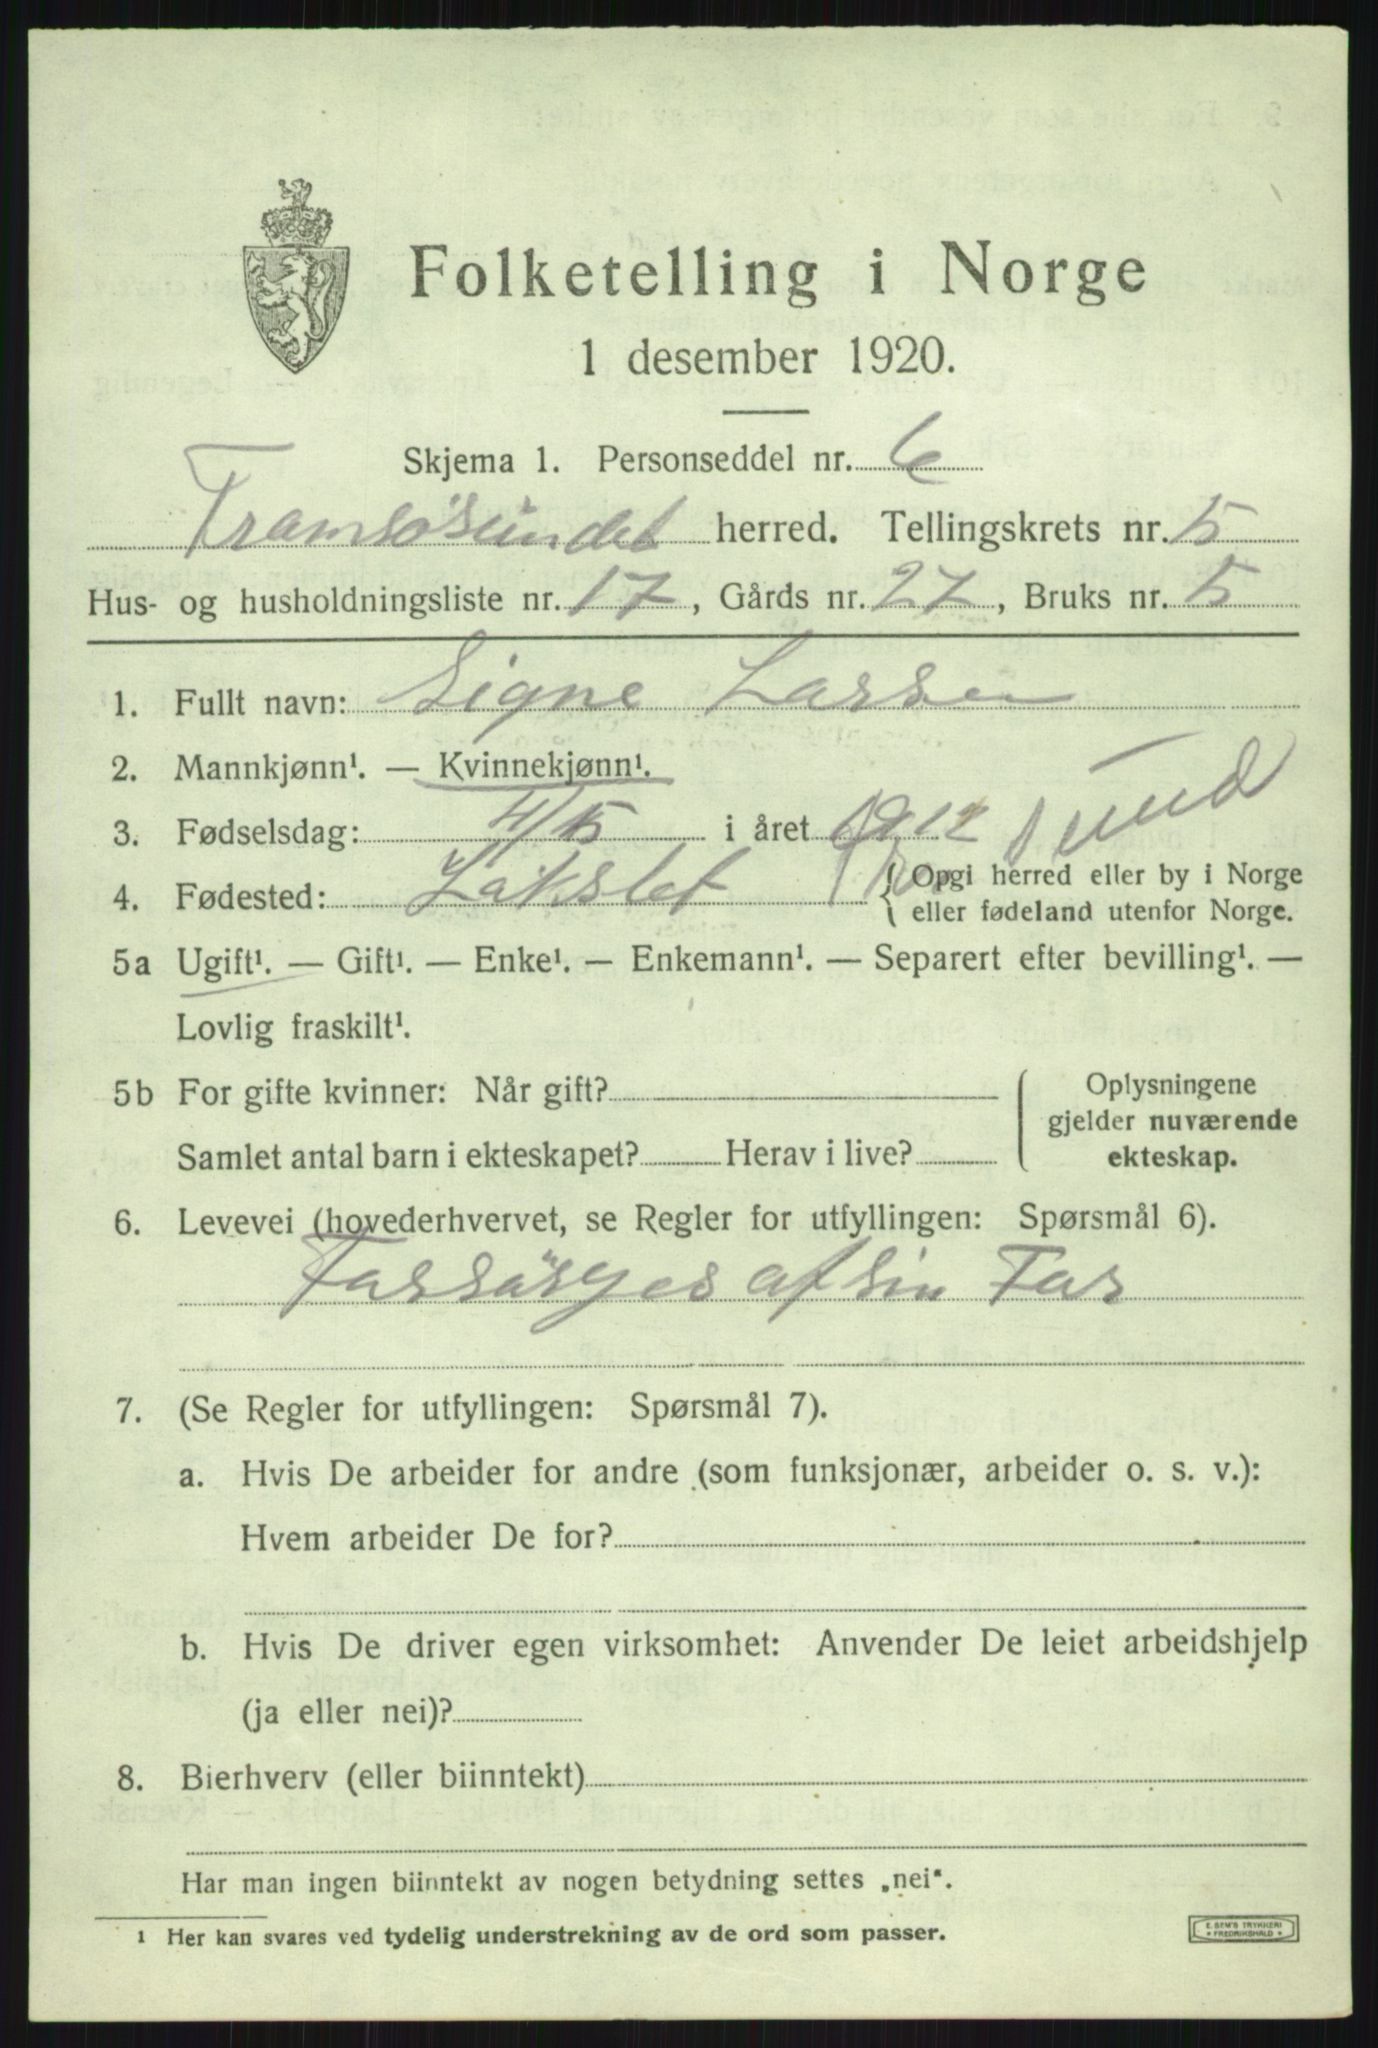 Folketelling i Norge
1 desember 1920.
Skjema 1. Personseddel nr. 6
Tromsøsundet herred. Tellingskrets nr. 5
Hus- og husholdningsliste nr. 17, Gårds nr. 27, Bruks nr. 5
1. Fullt navn: Signe Larsen
2. Mannkjønn¹. — Kvinnekjønn¹.
3. Fødselsdag: 4/5 i året 1912
4. Fødested: Lakslet { Opgi herred eller by i Norge
eller fødeland utenfor Norge.
5a Ugift¹. — Gift¹. — Enke¹. — Enkemann¹. — Separert efter bevilling¹. —
Lovlig fraskilt¹.
5b For gifte kvinner: Når gift?
Samlet antal barn i ekteskapet? Herav i live?
Oplysningene
gjelder nuværende
ekteskap.
6. Levevei (hovederhvervet, se Regler for utfyllingen: Spørsmål 6).
Forsörges af sin Far
7. (Se Regler for utfyllingen: Spørsmål 7).
a. Hvis De arbeider for andre (som funksjonær, arbeider o. s. v.):
Hvem arbeider De for?
b. Hvis De driver egen virksomhet: Anvender De leiet arbeidshjelp
(ja eller nei)?
8. Bierhverv (eller biinntekt)
Har man ingen biinntekt av nogen betydning settes „nei“.
¹ Her kan svares ved tydelig understrekning av de ord som passer.
E. SEM'S TRYKKERI
• FREDRIKSHALD •